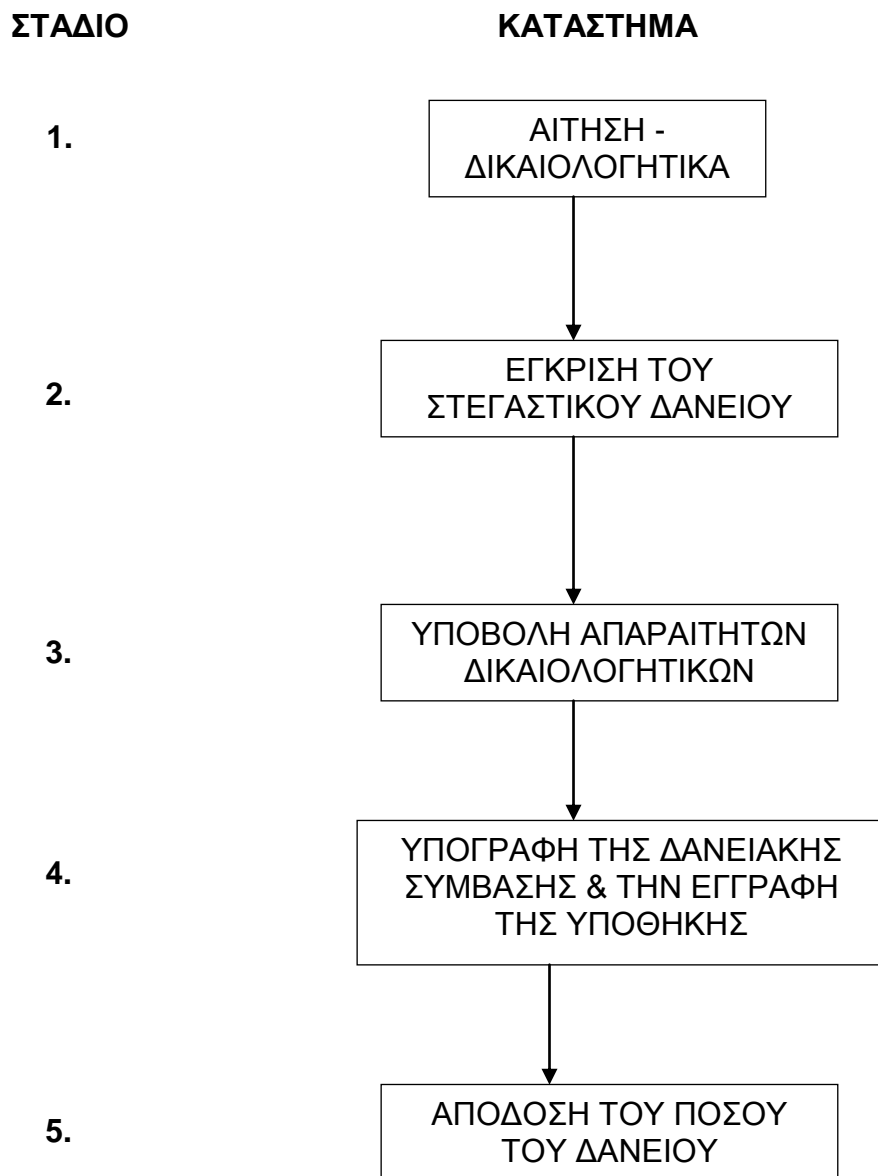 ΣΤΑΔΙΟ ΚΑΤΑΣΤΗΜΑ
1. ΑΙΤΗΣΗ -
ΔΙΚΑΙΟΛΟΓΗΤΙΚΑ
2. ΕΓΚΡΙΣΗ ΤΟΥ
ΣΤΕΓΑΣΤΙΚΟΥ ΔΑΝΕΙΟΥ
3. ΥΠΟΒΟΛΗ ΑΠΑΡΑΙΤΗΤΩΝ
ΔΙΚΑΙΟΛΟΓΗΤΙΚΩΝ
4. ΥΠΟΓΡΑΦΗ ΤΗΣ ΔΑΝΕΙΑΚΗΣ
ΣΥΜΒΑΣΗΣ & ΤΗΝ ΕΓΓΡΑΦΗ
ΤΗΣ ΥΠΟΘΗΚΗΣ
5. ΑΠΟΔΟΣΗ ΤΟΥ ΠΟΣΟΥ
ΤΟΥ ΔΑΝΕΙΟΥ